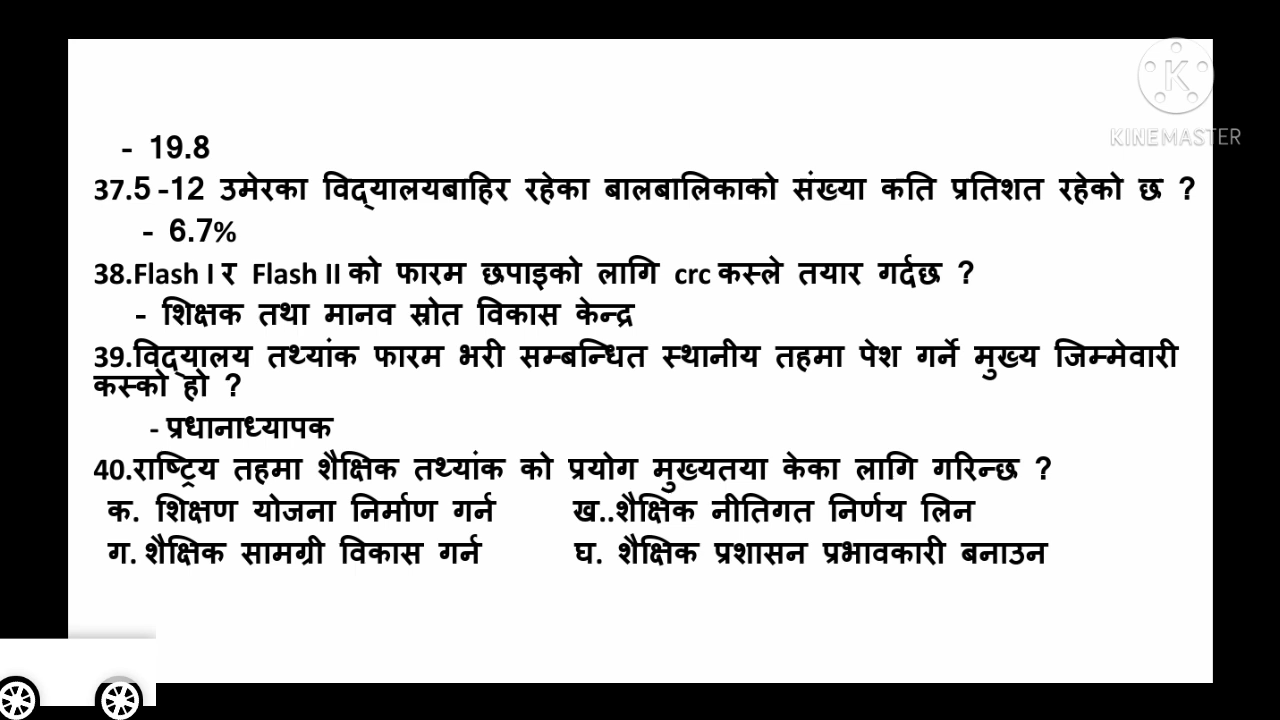 - 19.8
37.5 -12 उमेरका विद्यालयबाहिर रहेका बालबालिकाको संख्या कति प्रतिशत रहेको छ ?
- 6.7%
38.Flash I र Flash II को फारम छपाइको लागि crc कस्ले तयार गर्दछ ?
- शिक्षक तथा मानव स्रोत विकास केन्द्र
39.विद्यालय तथ्यांक फारम भरी सम्बन्धित स्थानीय तहमा पेश गर्ने मुख्य जिम्मेवारी
कस्को हो ?
- प्रधानाध्यापक
40.राष्ट्रिय तहमा शैक्षिक तथ्यांक को प्रयोग मुख्यतया केका लागि गरिन्छ ?
क. शिक्षण योजना निर्माण गर्न ख..शैक्षिक नीतिगत निर्णय लिन
ग. शैक्षिक सामग्री विकास गर्न घ. शैक्षिक प्रशासन प्रभावकारी बनाउन
K
KINEMASTER